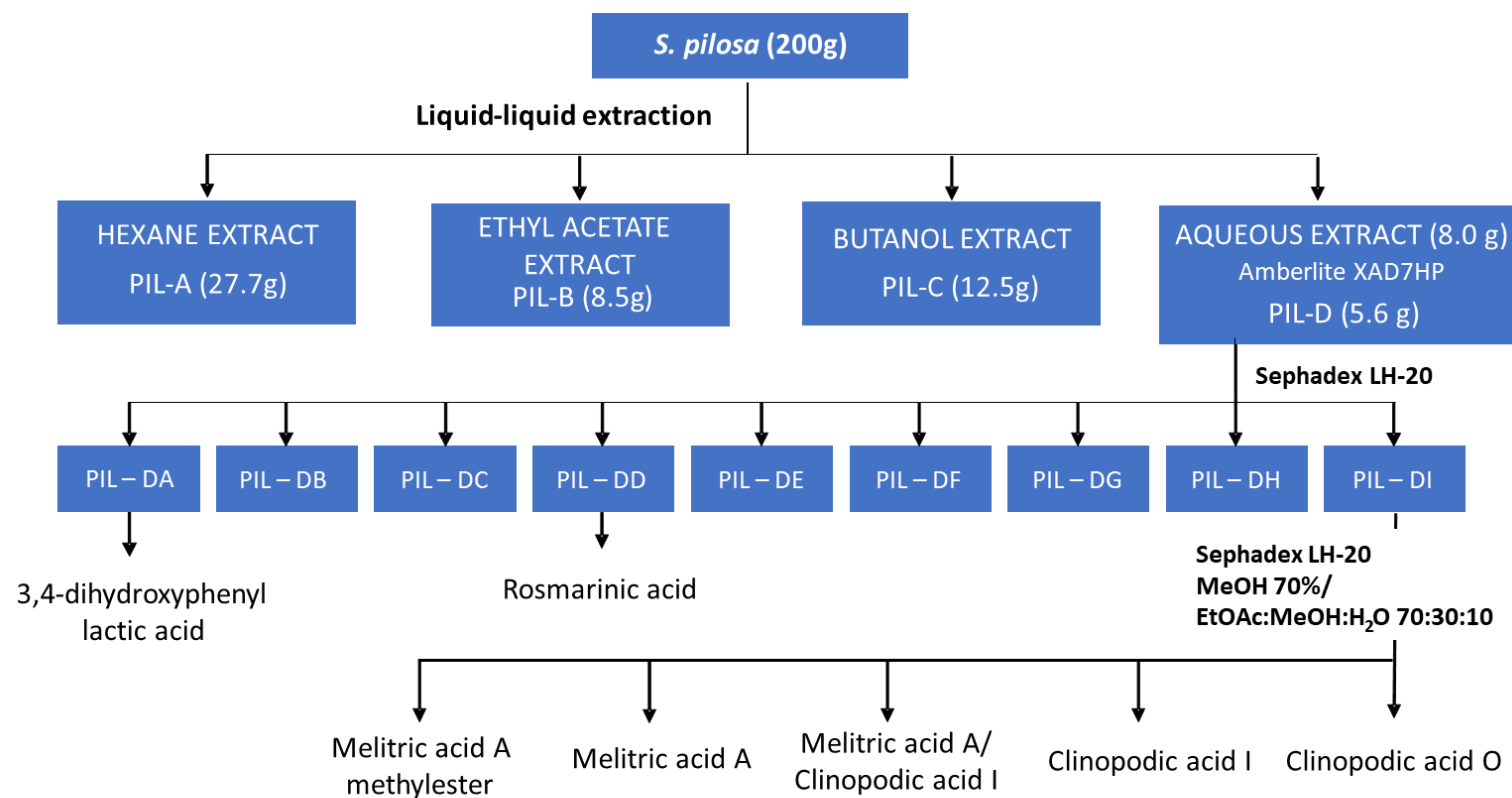 S. pilosa (200g)
Liquid-liquid extraction
HEXANE EXTRACT
PIL-A (27.7g)
ETHYL ACETATE
EXTRACT
PIL-B (8.5g)
BUTANOL EXTRACT
PIL-C (12.5g)
AQUEOUS EXTRACT (8.0 g)
Amberlite XAD7HP
PIL-D (5.6 g)
Sephadex LH-20
PIL – DA
PIL – DB
PIL – DC
PIL – DD
PIL – DE
PIL – DF
PIL – DG
PIL – DH
PIL – DI
3,4-dihydroxyphenyl
lactic acid
Rosmarinic acid
Sephadex LH-20
MeOH 70%/
EtOAc:MeOH:H₂O 70:30:10
Melitric acid A
methylester
Melitric acid A
Melitric acid A/
Clinopodic acid I
Clinopodic acid I
Clinopodic acid O